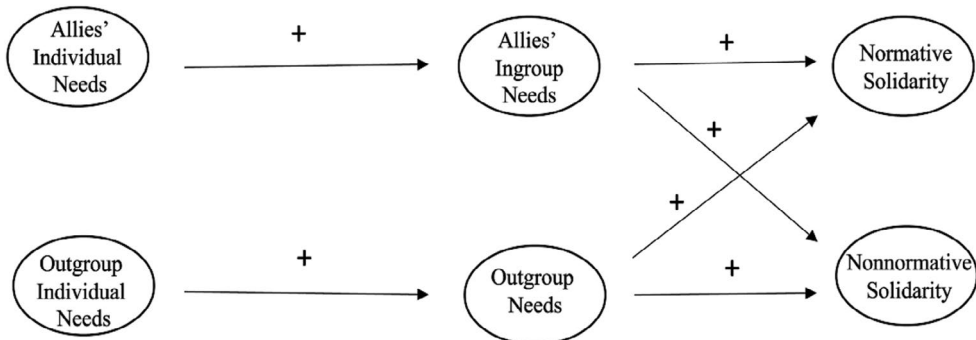 Allies'
Individual
Needs
+
Allies'
Ingroup
Needs
+
Normative
Solidarity
+
+
Outgroup
Individual
Needs
+
Outgroup
Needs
+
Nonnormative
Solidarity